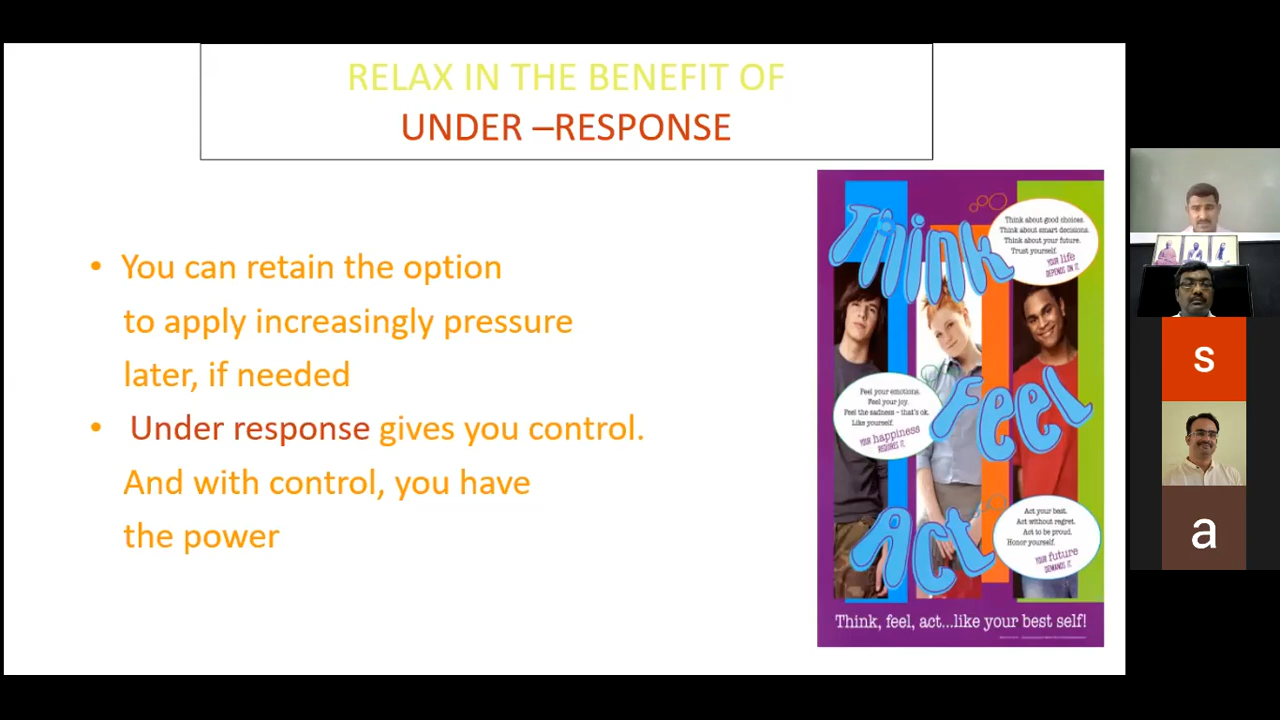 RELAX IN THE BENEFIT OF
UNDER –RESPONSE
• You can retain the option
to apply increasingly pressure
later, if needed
• Under response gives you control.
And with control, you have
the power
Think
Think about good choices.
Think about smart decisions.
Think about your future.
Trust yourself.
YOUR life
DEPENDS ON IT.
Feel
Feel your emotions.
Feel your joy.
Feel the sadness - that's ok.
Like yourself.
YOUR happiness
REQUIRES IT.
Act
Act your best.
Act without regret.
Act to be proud.
Honor yourself.
YOUR future
DEMANDS IT.
Think, feel, act...like your best self!
s
a